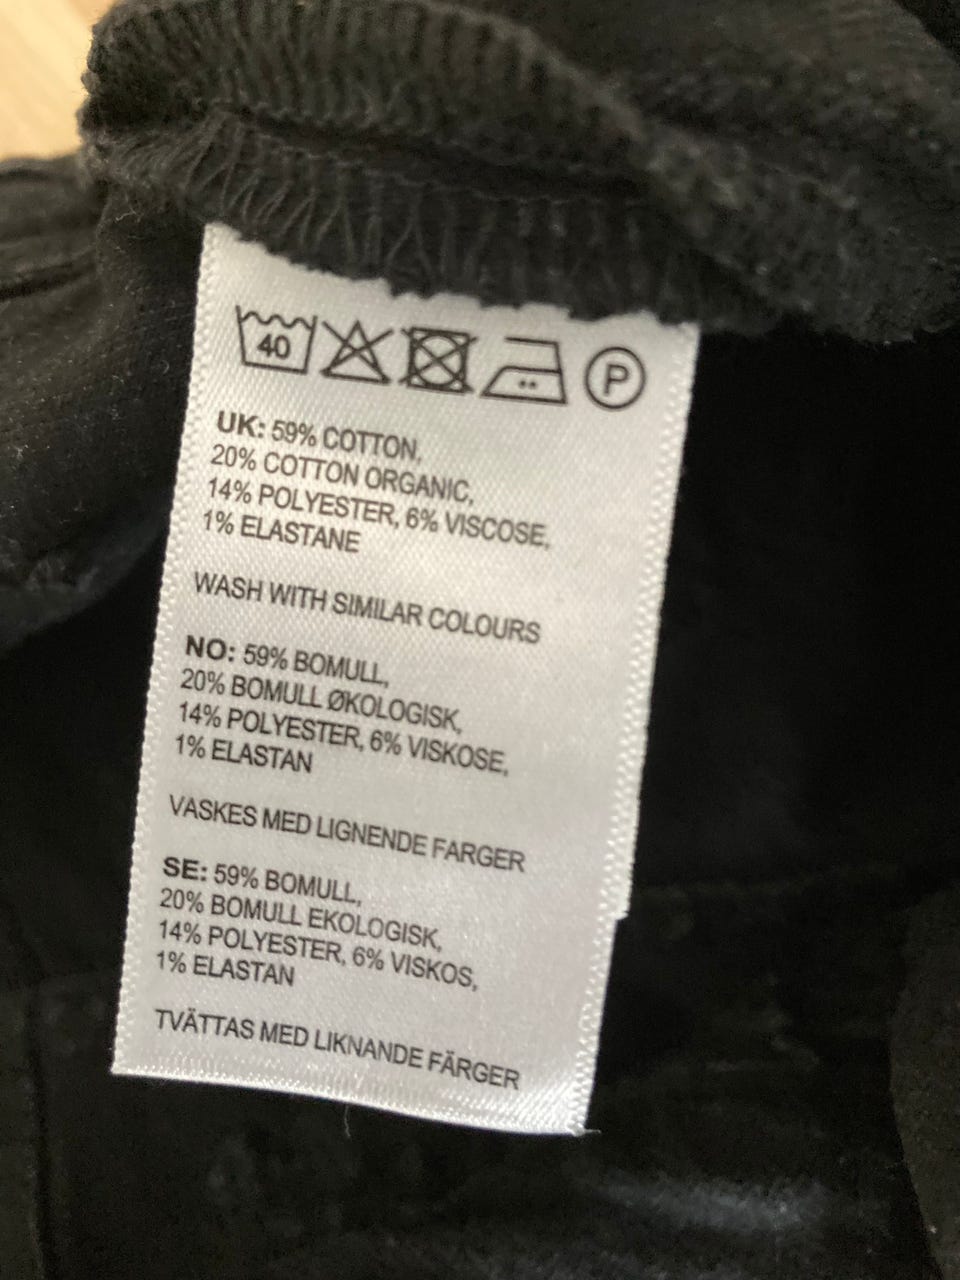 40 P
UK: 59% COTTON,
20% COTTON ORGANIC,
14% POLYESTER, 6% VISCOSE,
1% ELASTANE
WASH WITH SIMILAR COLOURS
NO: 59% BOMULL,
20% BOMULL ØKOLOGISK,
14% POLYESTER, 6% VISKOSE,
1% ELASTAN
VASKES MED LIGNENDE FARGER
SE: 59% BOMULL,
20% BOMULL EKOLOGISK,
14% POLYESTER, 6% VISKOS,
1% ELASTAN
TVÄTTAS MED LIKNANDE FÄRGER